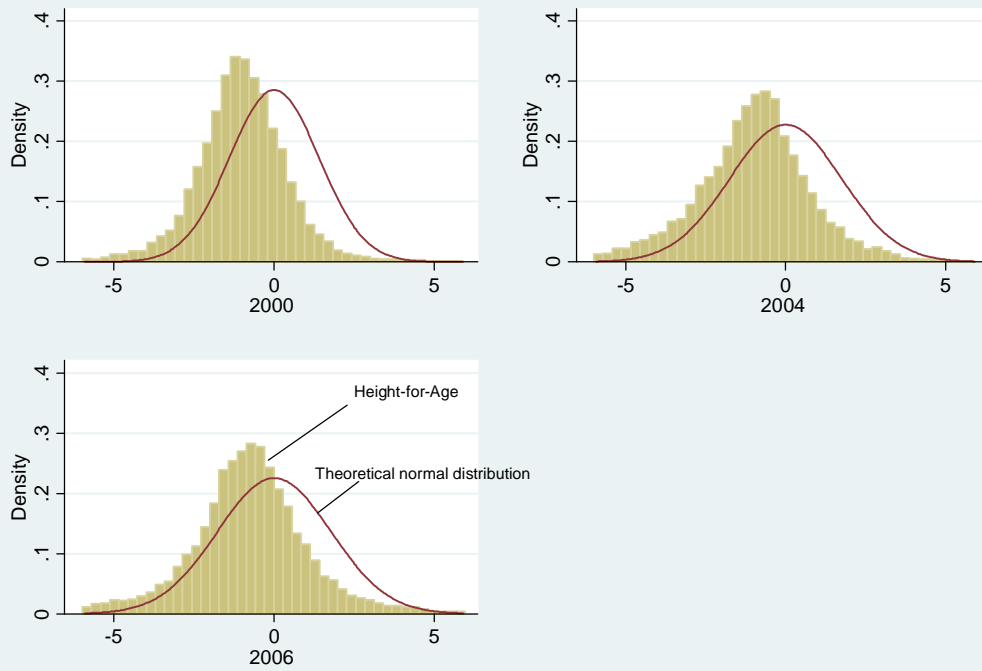 .4
.3
.2
.1
0
Density
-5 0 5
2000
.4
.3
.2
.1
0
Density
-5 0 5
2004
.4
.3
.2
.1
0
Density
Height-for-Age
Theoretical normal distribution
-5 0 5
2006